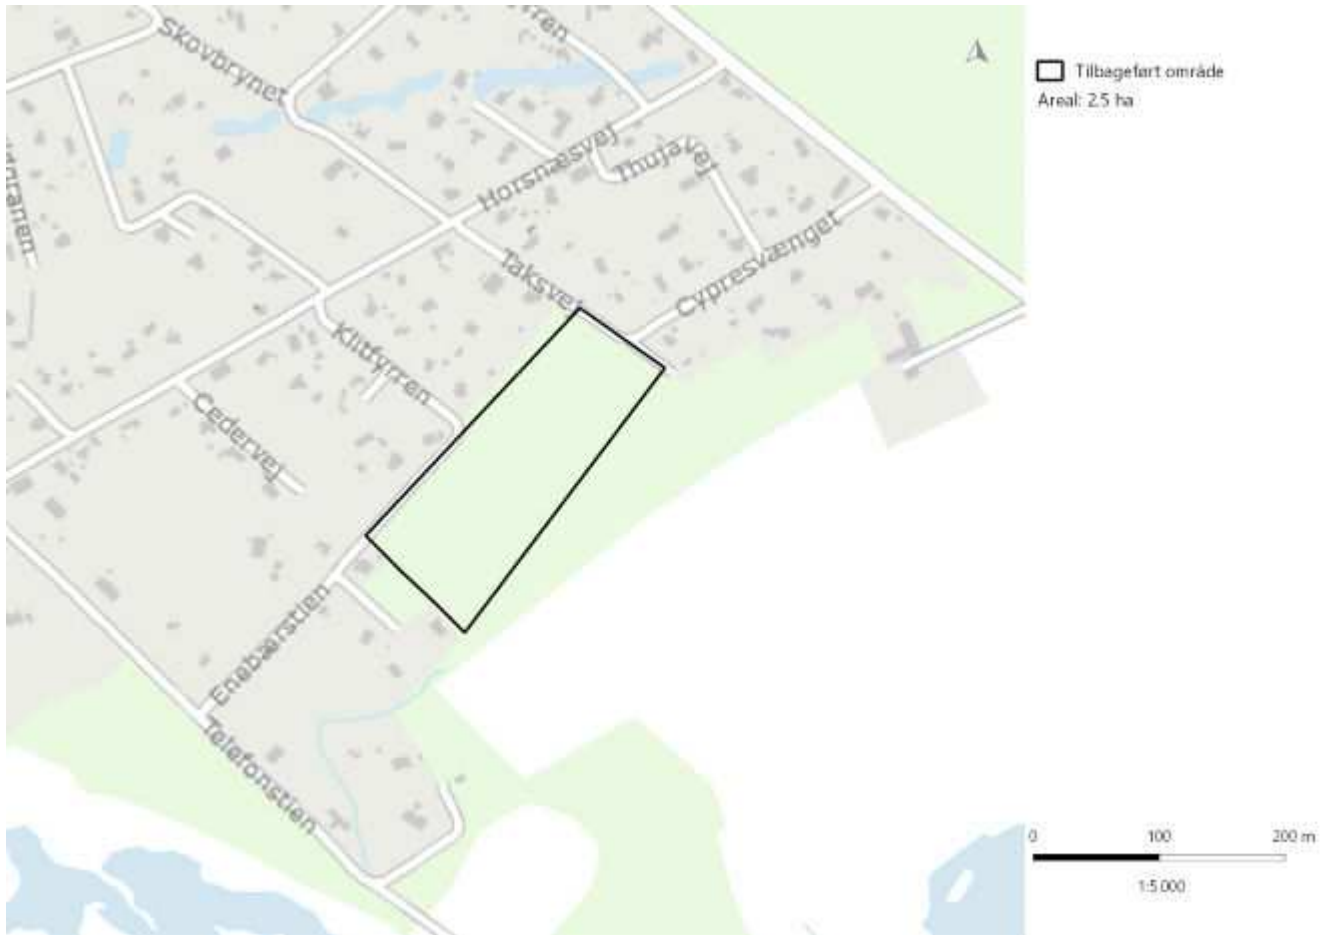 Skovbrynet
Horsnæsvej
Thujavej
Taksvej
Cypresvænget
Klitfyrren
Cedervej
Enebærstien
Telefonstien
Tilbageført område
Areal: 2.5 ha
0 100 200 m
1:5.000